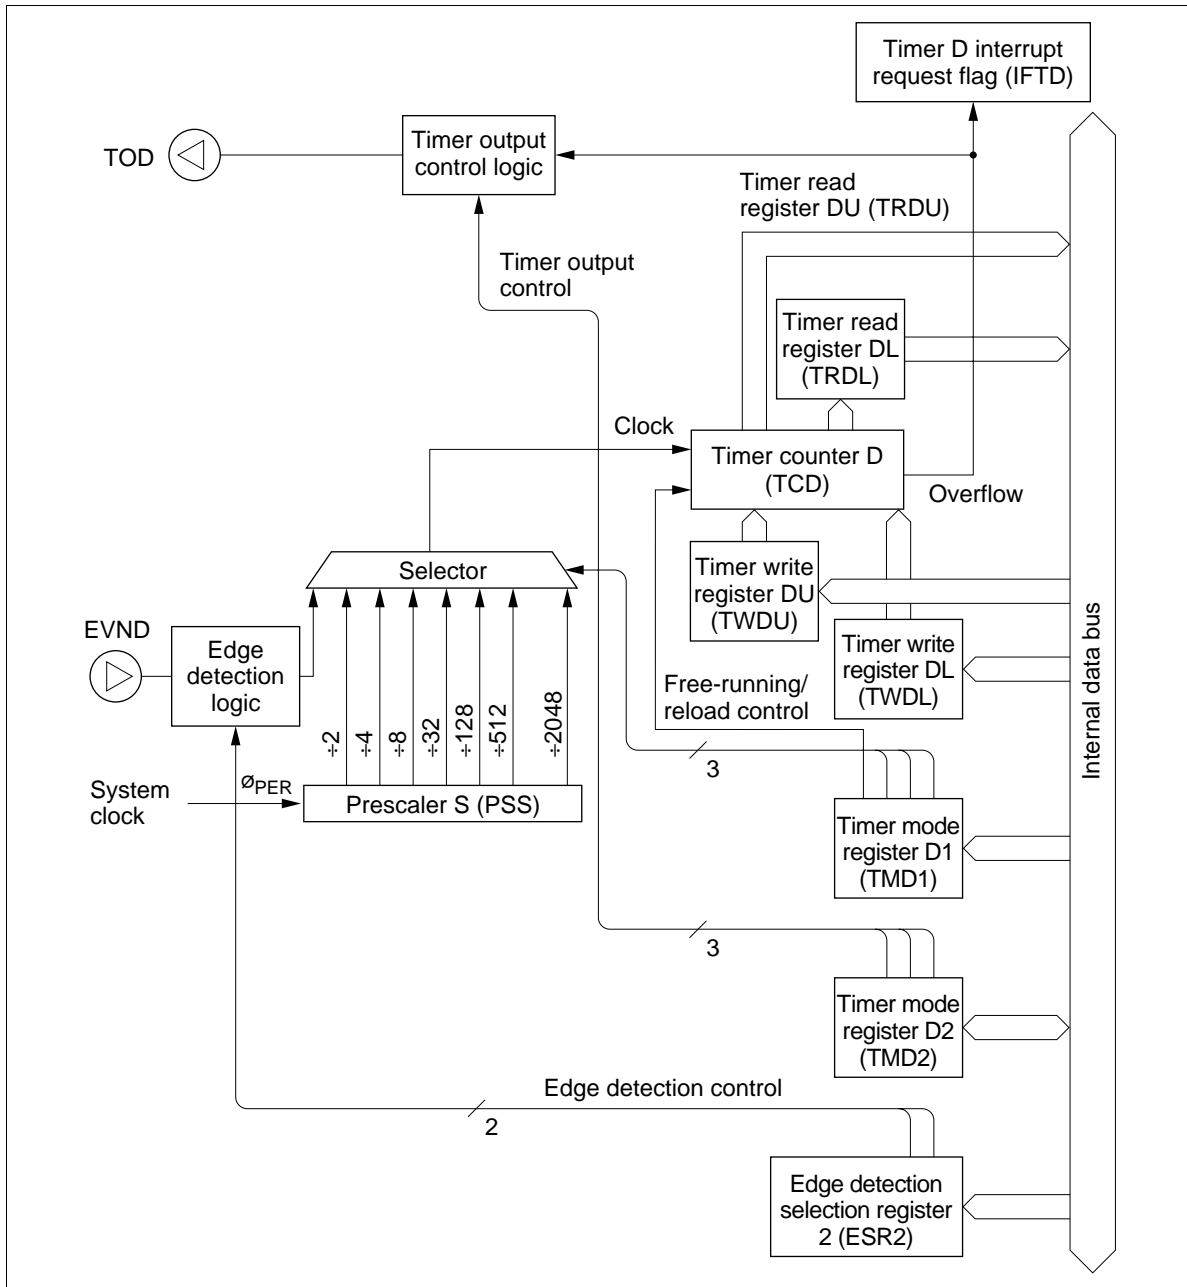 Timer D interrupt
request flag (IFTD)
Timer output
control logic
TOD
Timer read
register DU (TRDU)
Timer output
control
Timer read
register DL
(TRDL)
Clock
Timer counter D
(TCD)
Overflow
Selector
Timer write
register DU
(TWDU)
EVND
Edge
detection
logic
Timer write
register DL
(TWDL)
Internal data bus
Free-running/
reload control
÷2
÷4
÷8
÷32
÷128
÷512
÷2048
3
System
clock
øPER
Prescaler S (PSS)
Timer mode
register D1
(TMD1)
3
Timer mode
register D2
(TMD2)
Edge detection control
2
Edge detection
selection register
2 (ESR2)